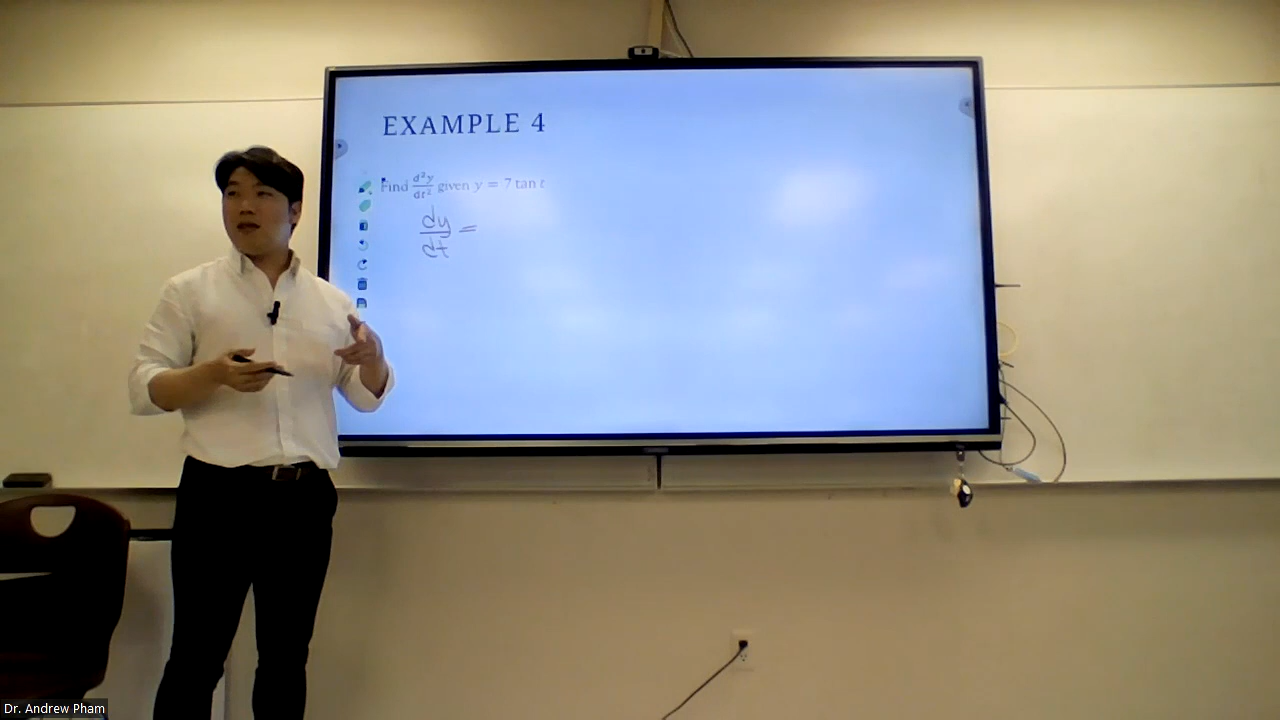 EXAMPLE 4
Find d²y/dt² given y = 7 tan t
dy/dt =
Dr. Andrew Pham